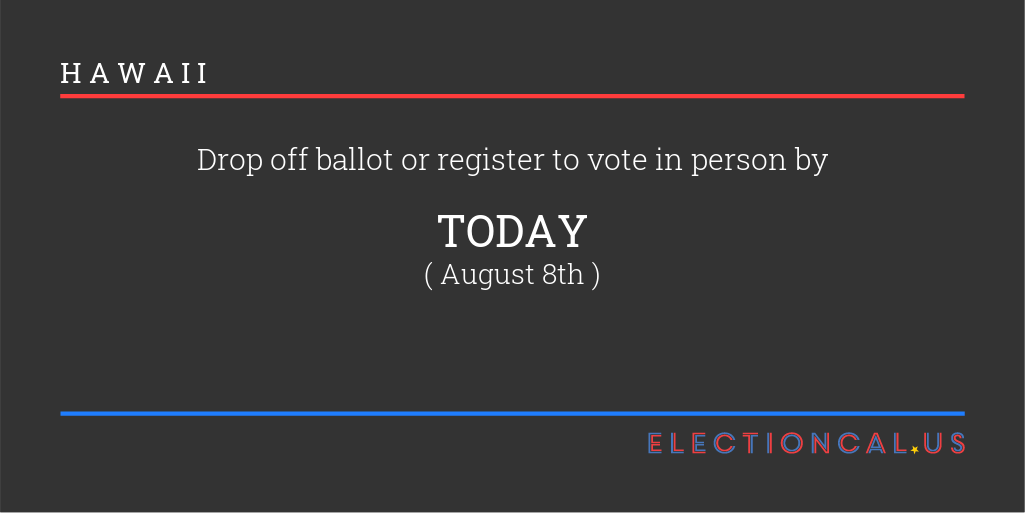 HAWAII
Drop off ballot or register to vote in person by
TODAY
( August 8th )
ELECTIONCAL.US